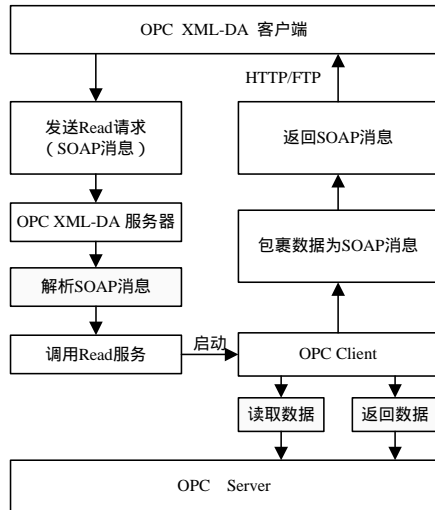 OPC XML-DA 客户端
HTTP/FTP
发送Read请求
（SOAP消息）
返回SOAP消息
OPC XML-DA 服务器
包裹数据为SOAP消息
解析SOAP消息
调用Read服务
启动
OPC Client
读取数据
返回数据
OPC Server